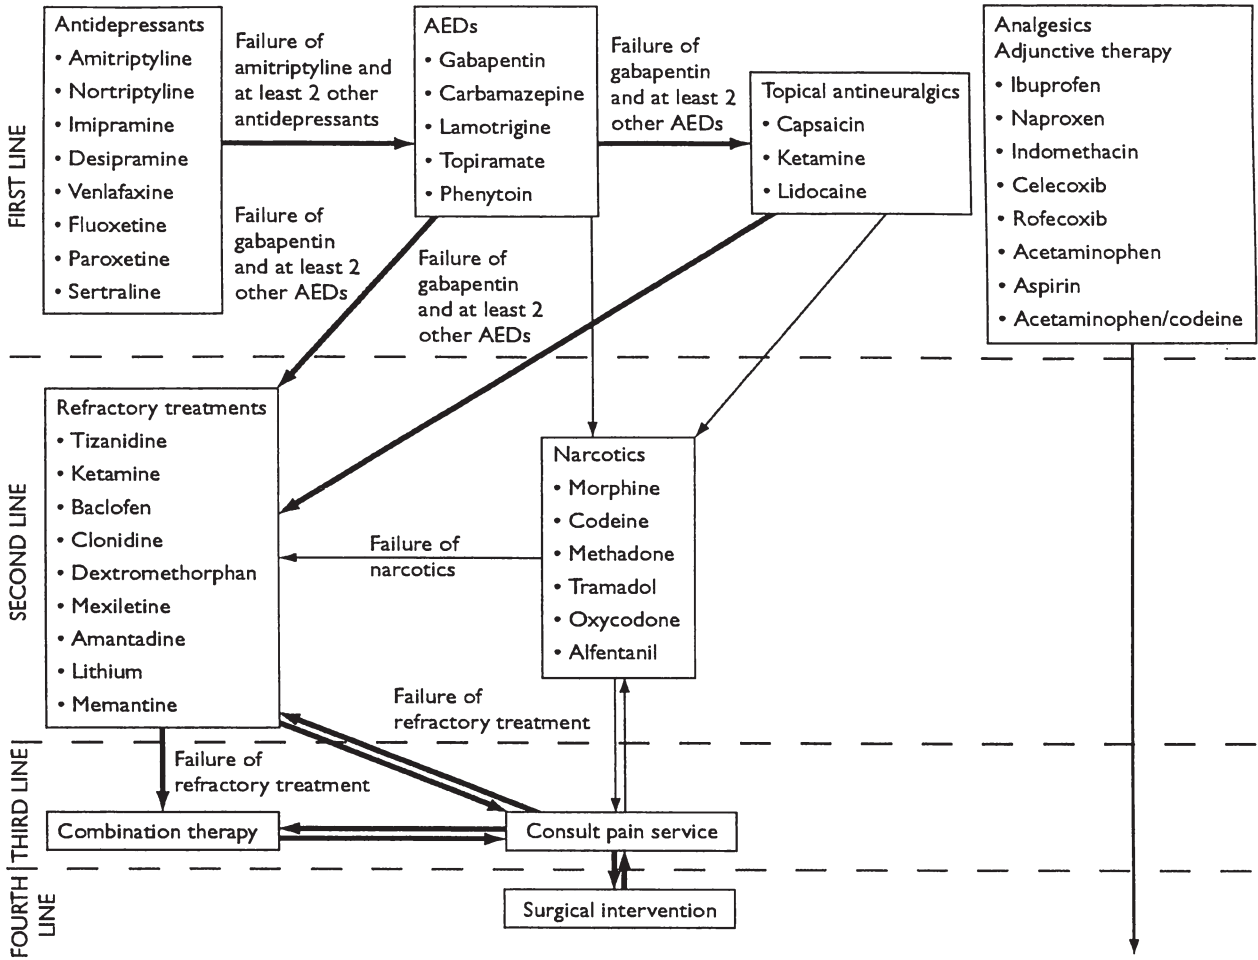 FIRST LINE
Antidepressants
• Amitriptyline
• Nortriptyline
• Imipramine
• Desipramine
• Venlafaxine
• Fluoxetine
• Paroxetine
• Sertraline
Failure of
amitriptyline and
at least 2 other
antidepressants
AEDs
• Gabapentin
• Carbamazepine
• Lamotrigine
• Topiramate
• Phenytoin
Failure of
gabapentin
and at least 2
other AEDs
Topical antineuralgics
• Capsaicin
• Ketamine
• Lidocaine
Analgesics
Adjunctive therapy
• Ibuprofen
• Naproxen
• Indomethacin
• Celecoxib
• Rofecoxib
• Acetaminophen
• Aspirin
• Acetaminophen/codeine
Failure of
gabapentin
and at least 2
other AEDs
Failure of
gabapentin
and at least 2
other AEDs
SECOND LINE
Refractory treatments
• Tizanidine
• Ketamine
• Baclofen
• Clonidine
• Dextromethorphan
• Mexiletine
• Amantadine
• Lithium
• Memantine
Failure of
narcotics
Narcotics
• Morphine
• Codeine
• Methadone
• Tramadol
• Oxycodone
• Alfentanil
Failure of
refractory treatment
THIRD LINE
Failure of
refractory treatment
Combination therapy
Consult pain service
FOURTH
LINE
Surgical intervention